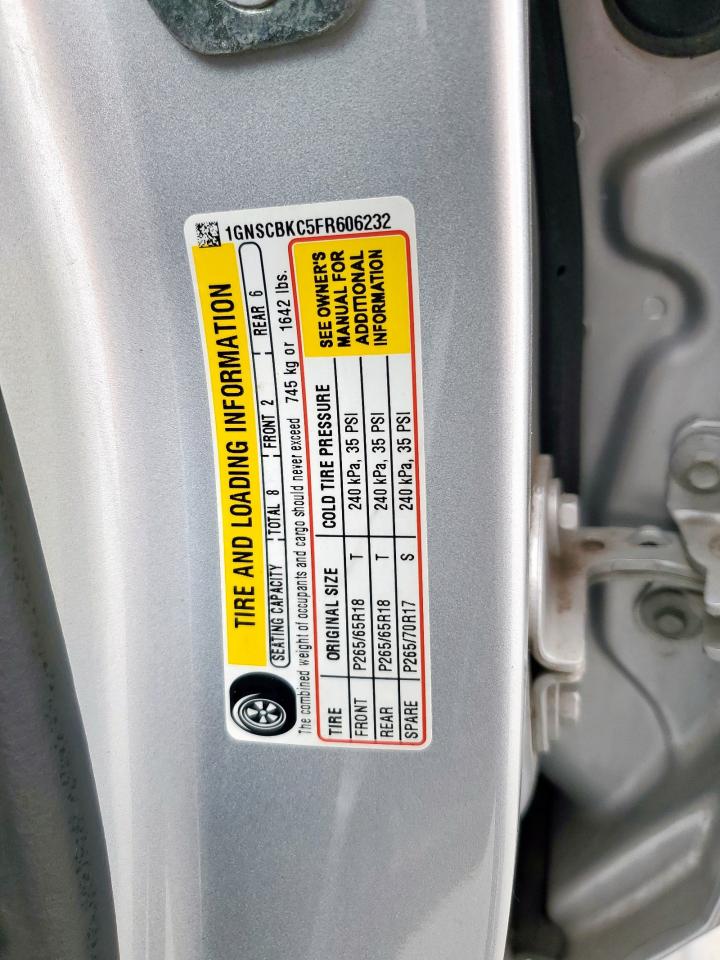 1GNSCBKC5FR606232
TIRE AND LOADING INFORMATION
SEATING CAPACITY TOTAL 8 FRONT 2 REAR 6
The combined weight of occupants and cargo should never exceed 745 kg or 1642 lbs.
TIRE ORIGINAL SIZE COLD TIRE PRESSURE
FRONT P265/65R18 T 240 kPa, 35 PSI
REAR P265/65R18 T 240 kPa, 35 PSI
SPARE P265/70R17 S 240 kPa, 35 PSI
SEE OWNER'S
MANUAL FOR
ADDITIONAL
INFORMATION